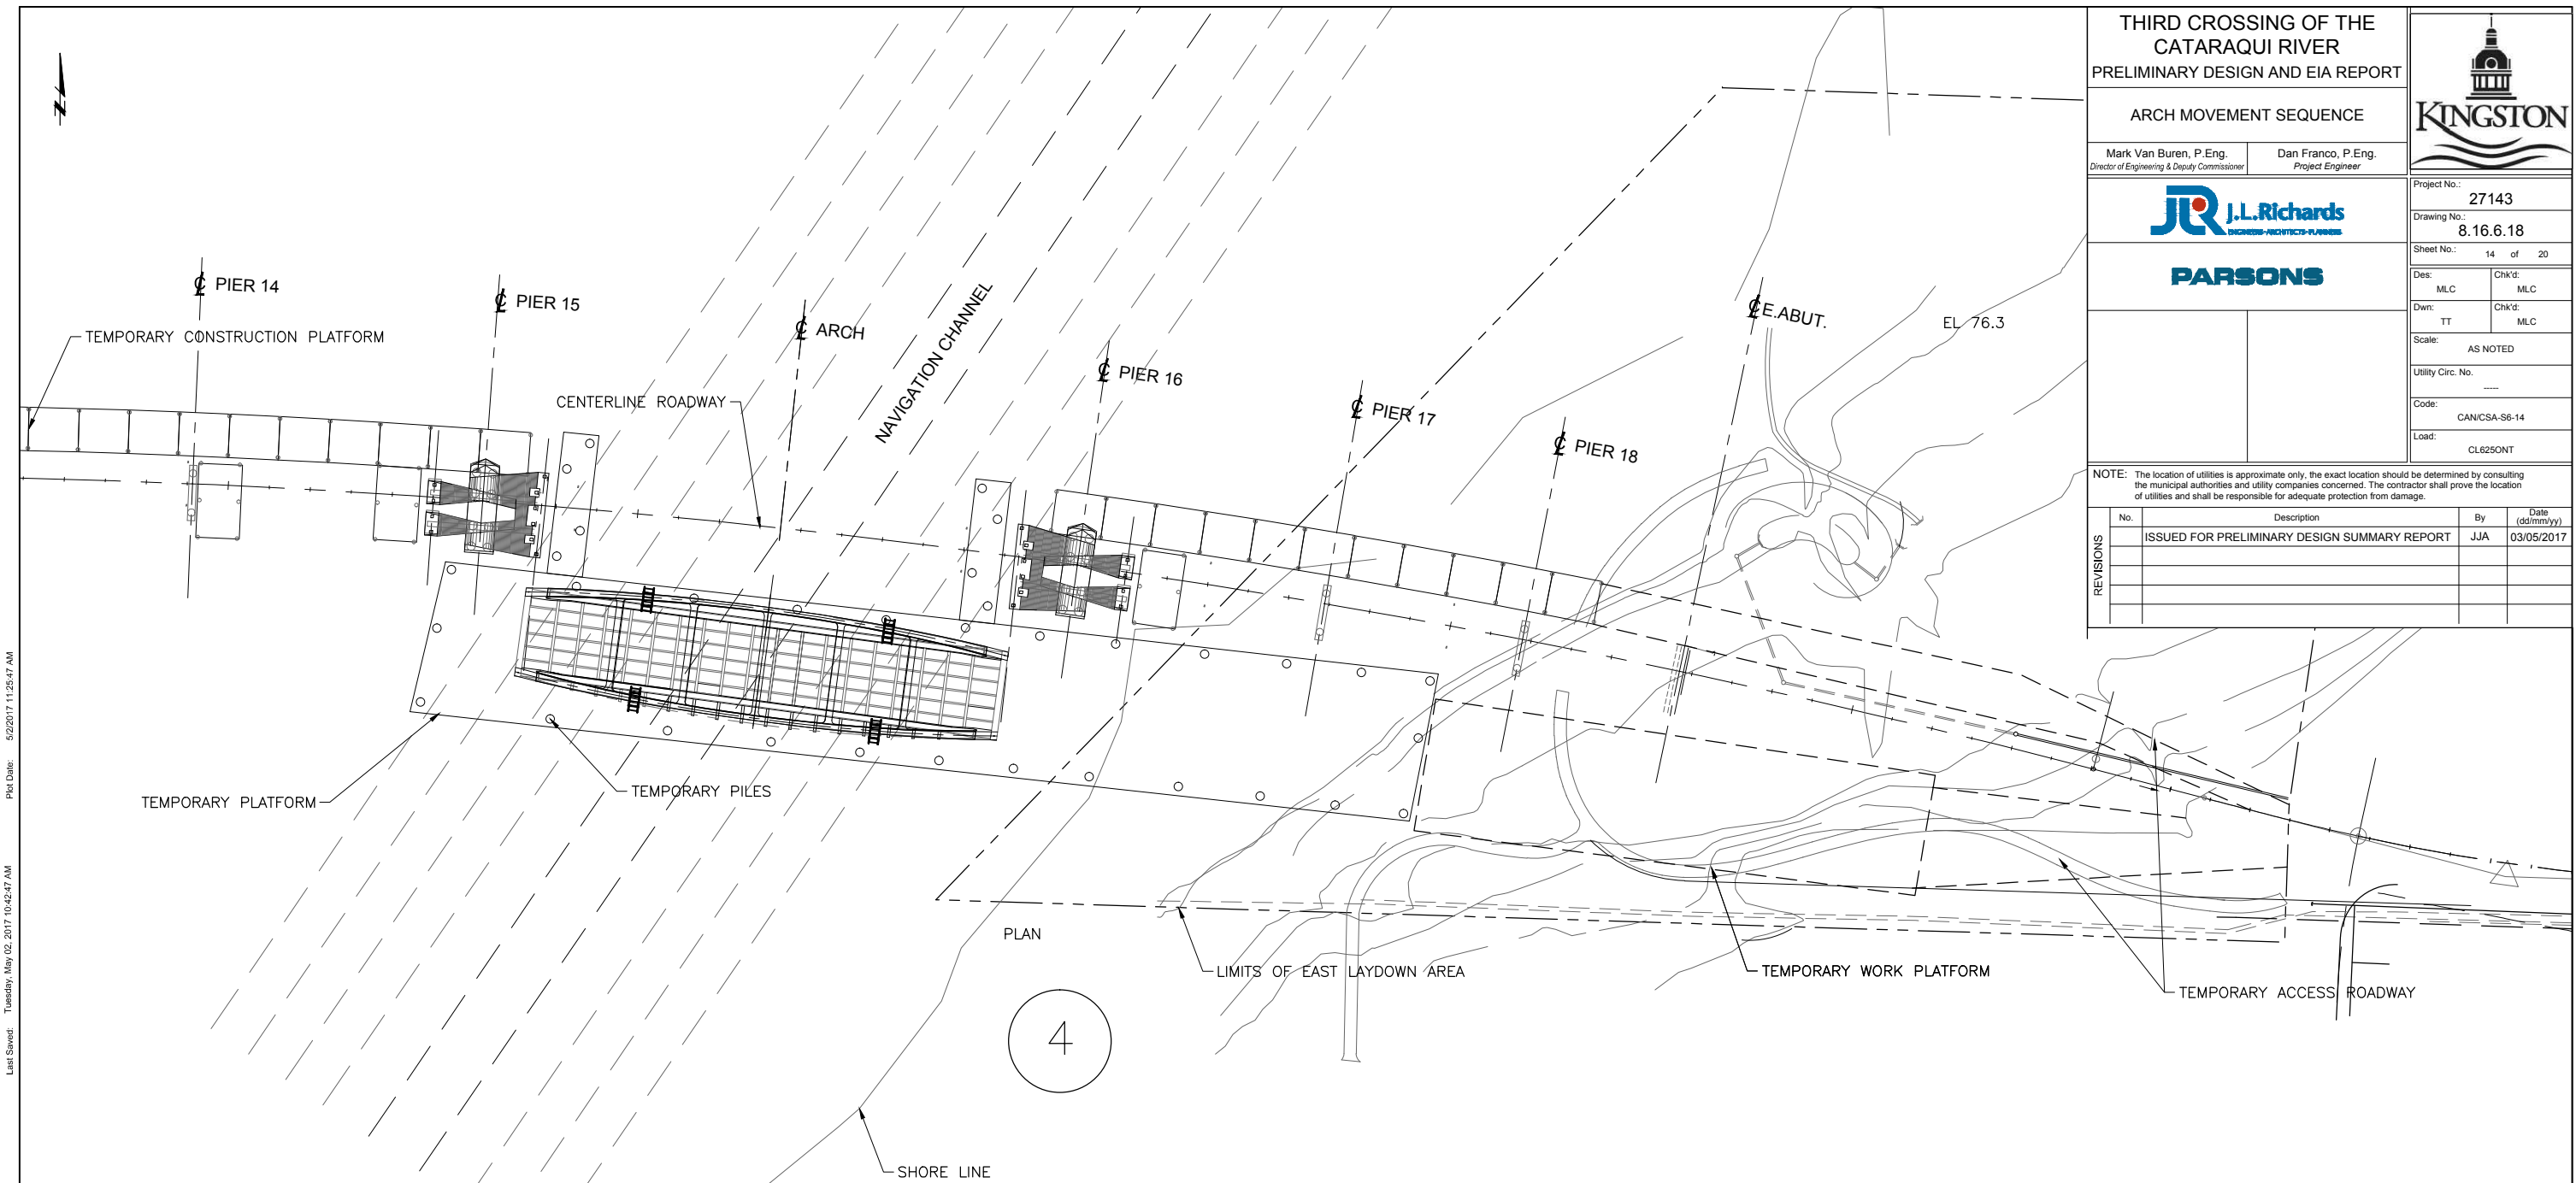 THIRD CROSSING OF THE
CATARAQUI RIVER
PRELIMINARY DESIGN AND EIA REPORT
ARCH MOVEMENT SEQUENCE
Mark Van Buren, P.Eng.
Director of Engineering & Deputy Commissioner
Dan Franco, P.Eng.
Project Engineer
KINGSTON
JLR J.L.Richards
ENGINEERS·ARCHITECTS·PLANNERS
PARSONS
Project No.:
27143
Drawing No.:
8.16.6.18
Sheet No.: 14 of 20
Des: MLC
Chk'd: MLC
Dwn: TT
Chk'd: MLC
Scale:
AS NOTED
Utility Circ. No.
-----
Code:
CAN/CSA-S6-14
Load:
CL625ONT
NOTE: The location of utilities is approximate only, the exact location should be determined by consulting
the municipal authorities and utility companies concerned. The contractor shall prove the location
of utilities and shall be responsible for adequate protection from damage.
REVISIONS
No. Description By Date
(dd/mm/yy)
ISSUED FOR PRELIMINARY DESIGN SUMMARY REPORT JJA 03/05/2017
N
℄ PIER 14
℄ PIER 15
℄ ARCH
NAVIGATION CHANNEL
℄ PIER 16
℄ PIER 17
℄ PIER 18
℄ E.ABUT.
EL 76.3
TEMPORARY CONSTRUCTION PLATFORM
CENTERLINE ROADWAY
TEMPORARY PLATFORM
TEMPORARY PILES
PLAN
LIMITS OF EAST LAYDOWN AREA
TEMPORARY WORK PLATFORM
TEMPORARY ACCESS ROADWAY
4
SHORE LINE
Last Saved: Tuesday, May 02, 2017 10:42:47 AM Plot Date: 5/2/2017 11:25:47 AM